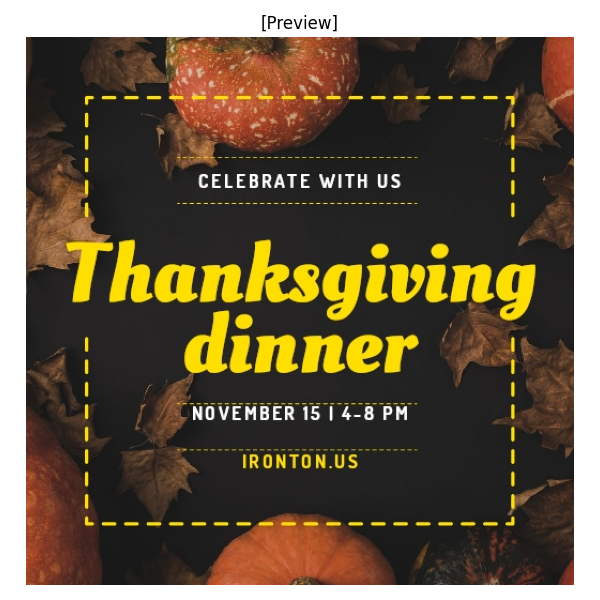 [Preview]
CELEBRATE WITH US
Thanksgiving
dinner
NOVEMBER 15 | 4-8 PM
IRONTON.US